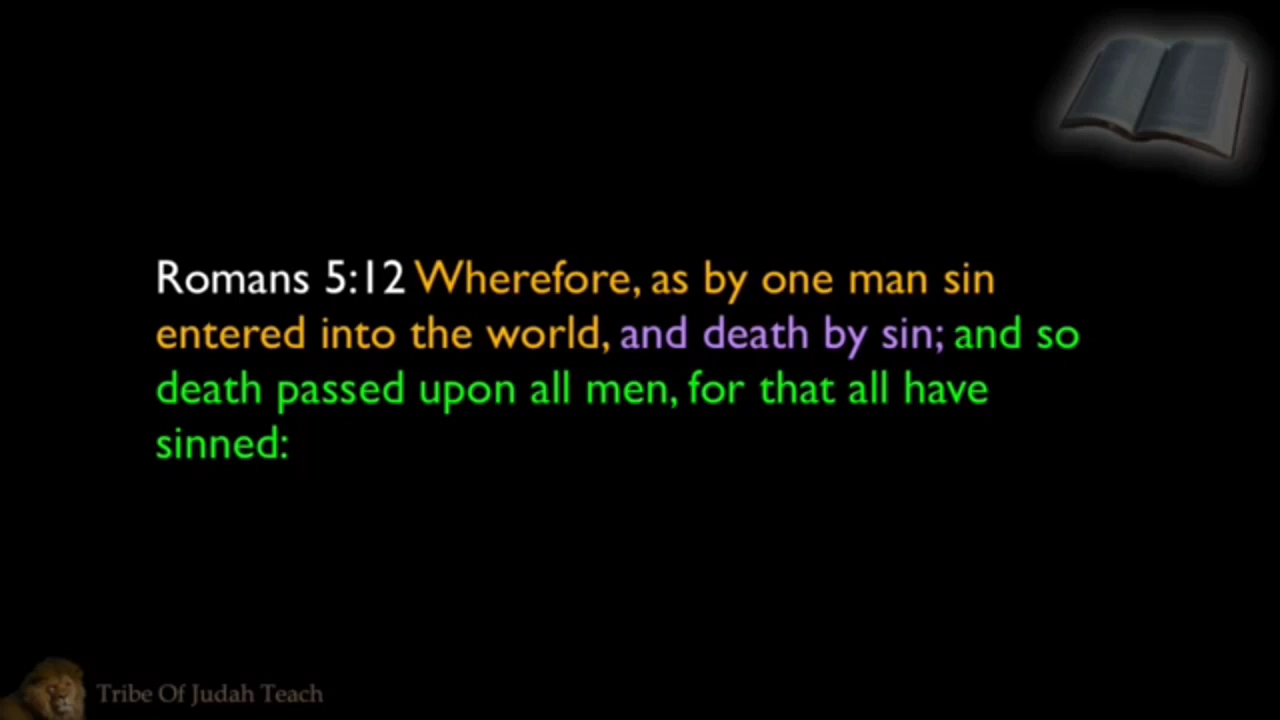 Romans 5:12 Wherefore, as by one man sin
entered into the world, and death by sin; and so
death passed upon all men, for that all have
sinned:
Tribe Of Judah Teach